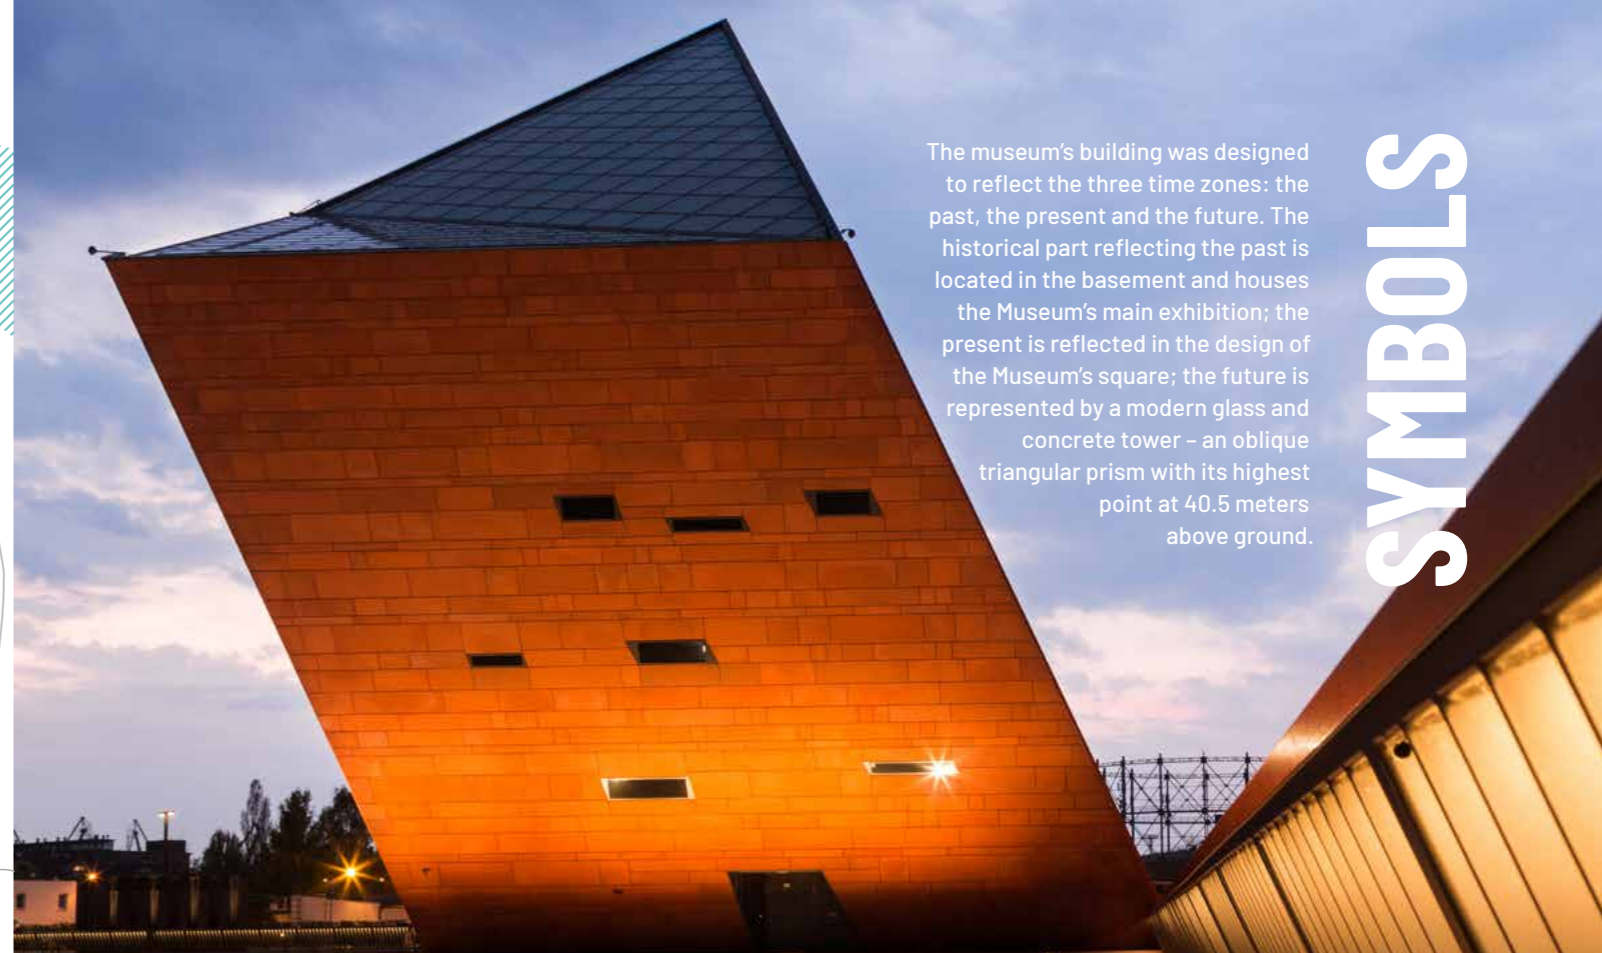 SYMBOLS
The museum's building was designed
to reflect the three time zones: the
past, the present and the future. The
historical part reflecting the past is
located in the basement and houses
the Museum's main exhibition; the
present is reflected in the design of
the Museum's square; the future is
represented by a modern glass and
concrete tower – an oblique
triangular prism with its highest
point at 40.5 meters
above ground.